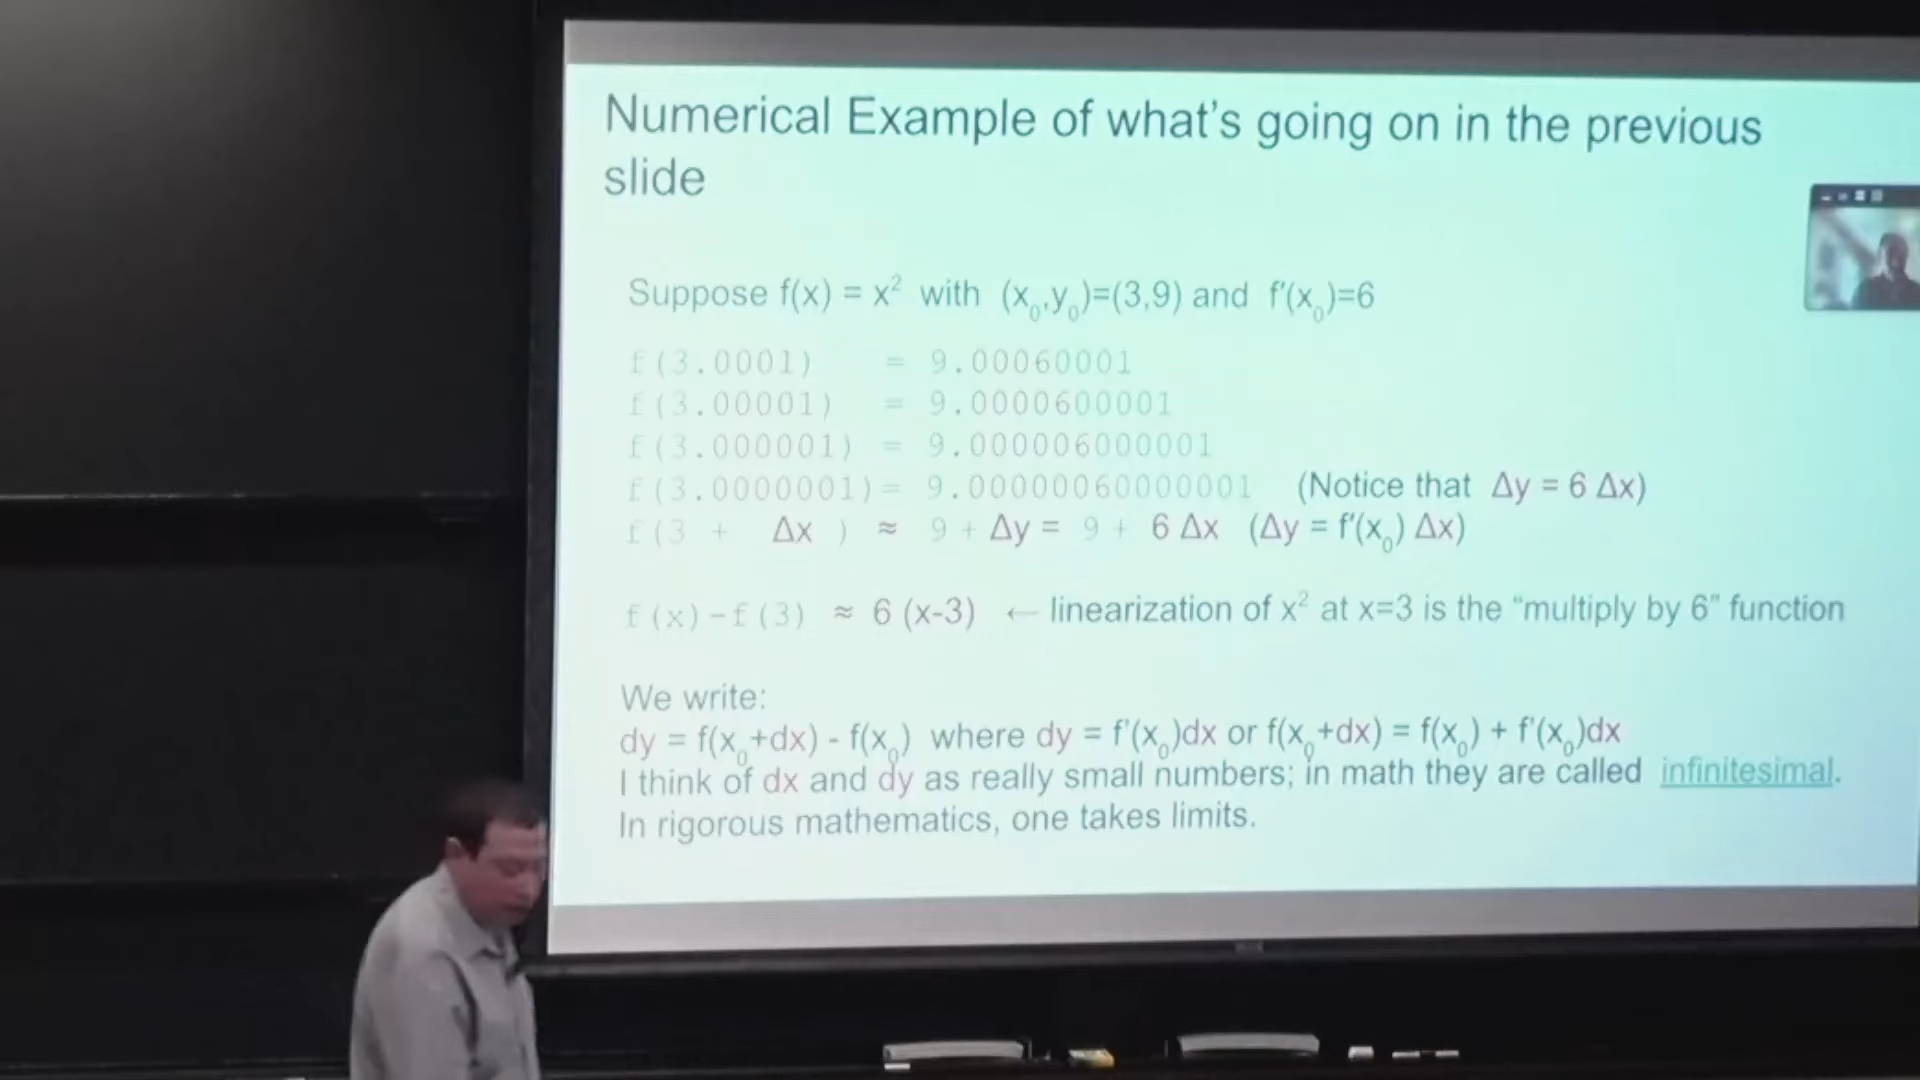 Numerical Example of what's going on in the previous
slide
Suppose f(x) = x² with (x₀,y₀)=(3,9) and f'(x₀)=6
f(3.0001) = 9.00060001
f(3.00001) = 9.0000600001
f(3.000001) = 9.000006000001
f(3.0000001)= 9.00000060000001 (Notice that Δy = 6 Δx)
f(3 + Δx ) ≈ 9 + Δy = 9 + 6 Δx (Δy = f'(x₀) Δx)
f(x)-f(3) ≈ 6 (x-3) ← linearization of x² at x=3 is the “multiply by 6” function
We write:
dy = f(x₀+dx) - f(x₀) where dy = f'(x₀)dx or f(x₀+dx) = f(x₀) + f'(x₀)dx
I think of dx and dy as really small numbers; in math they are called infinitesimal.
In rigorous mathematics, one takes limits.